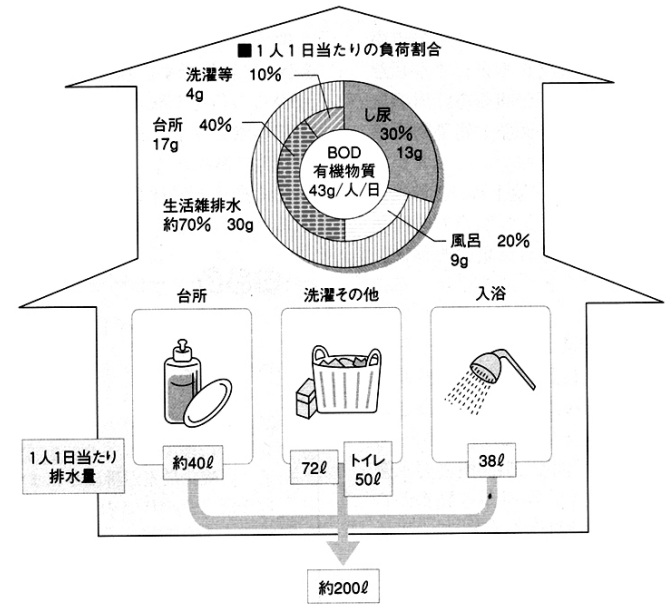 ■1人1日当たりの負荷割合
洗濯等 10%
4g
台所 40%
17g
し尿
30%
13g
BOD
有機物質
43g/人/日
生活雑排水
約70% 30g
風呂 20%
9g
台所
洗濯その他
入浴
1人1日当たり
排水量
約40ℓ
72ℓ
トイレ
50ℓ
38ℓ
約200ℓ